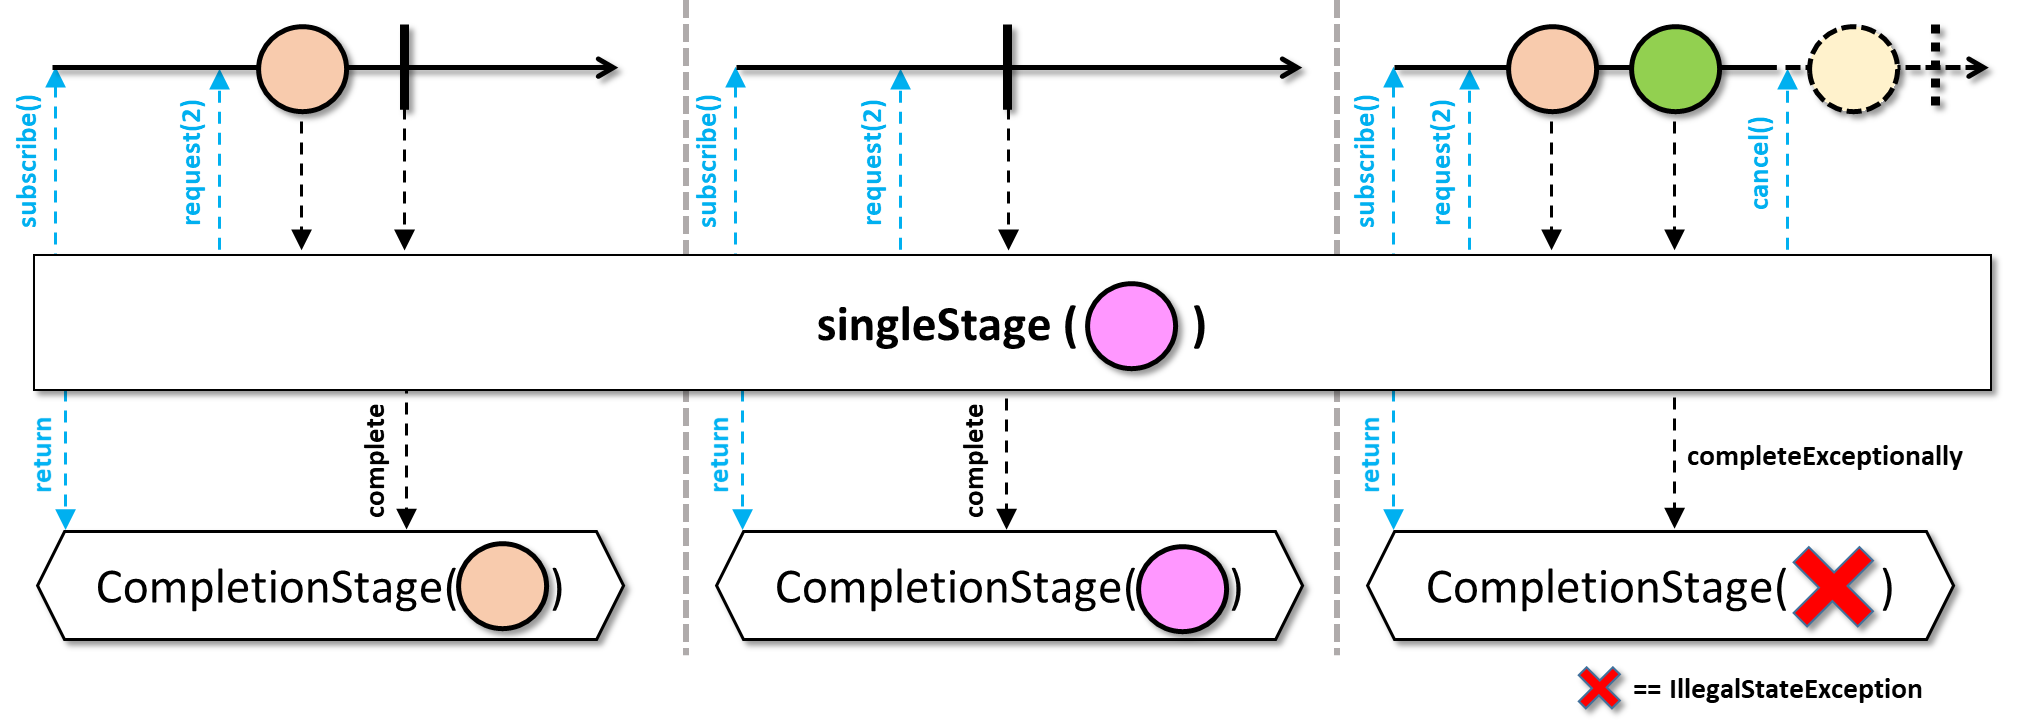 subscribe()
request(2)
subscribe()
request(2)
subscribe()
request(2)
cancel()
singleStage ( )
return
complete
return
complete
return
completeExceptionally
CompletionStage( )
CompletionStage( )
CompletionStage( )
== IllegalStateException